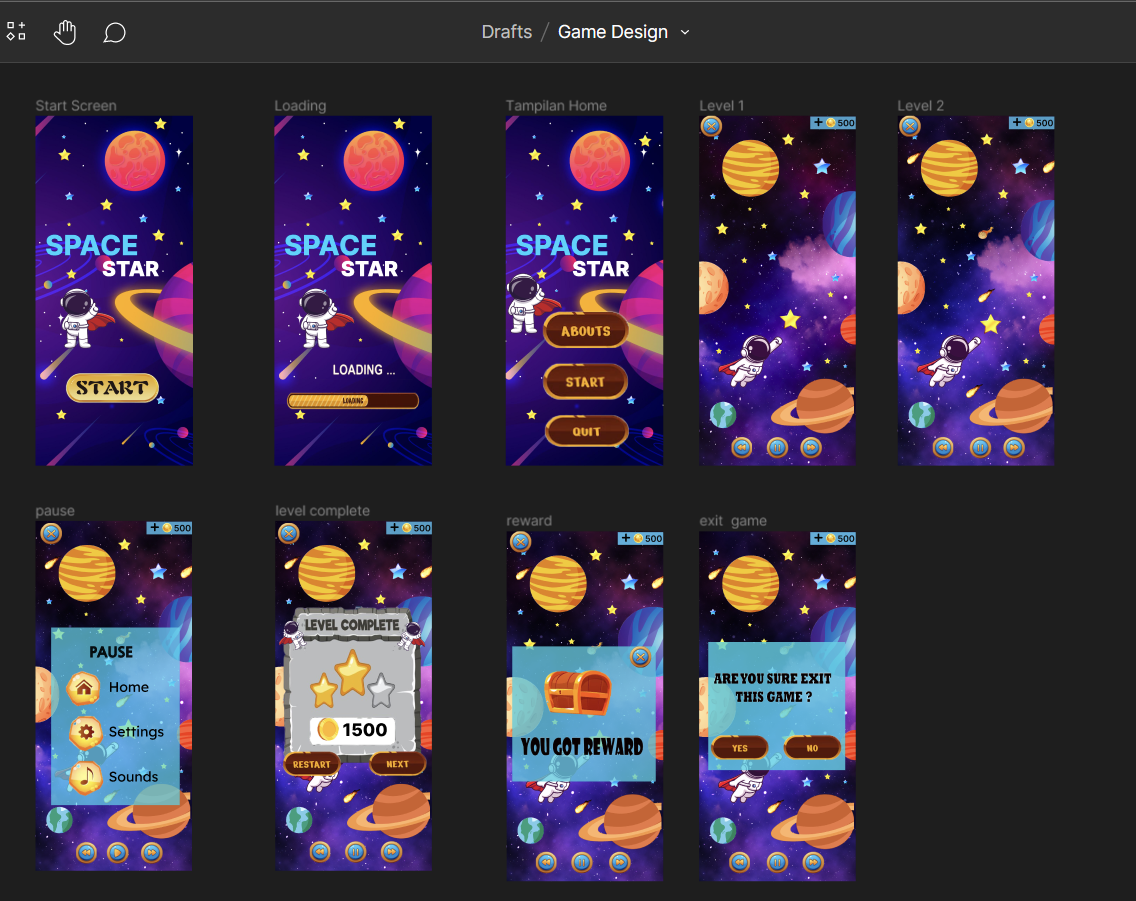 Drafts / Game Design
Start Screen
SPACE
STAR
START
Loading
SPACE
STAR
LOADING ...
LOADING
Tampilan Home
SPACE
STAR
ABOUTS
START
QUIT
Level 1
+ 500
Level 2
+ 500
pause
+ 500
PAUSE
Home
Settings
Sounds
level complete
+ 500
LEVEL COMPLETE
1500
RESTART
NEXT
reward
+ 500
YOU GOT REWARD
exit game
+ 500
ARE YOU SURE EXIT
THIS GAME ?
YES
NO